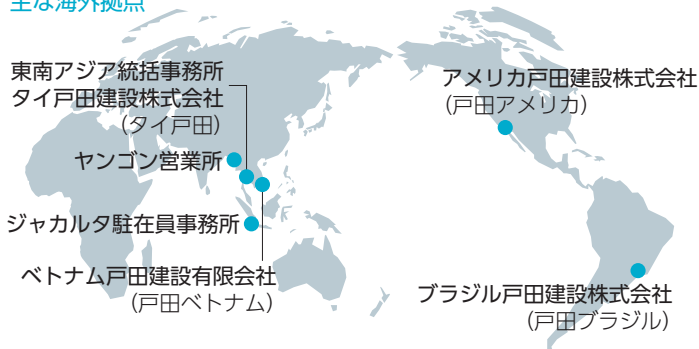 主な海外拠点
東南アジア統括事務所
タイ戸田建設株式会社
（タイ戸田）
ヤンゴン営業所
ジャカルタ駐在員事務所
ベトナム戸田建設有限会社
（戸田ベトナム）
アメリカ戸田建設株式会社
（戸田アメリカ）
ブラジル戸田建設株式会社
（戸田ブラジル）